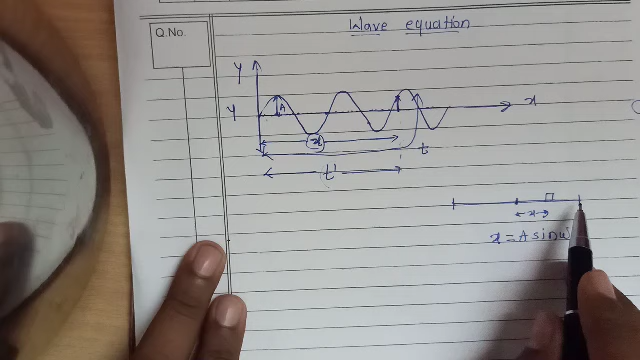 Q.No.
Wave equation
y
A
y
x
x
t
t'
x
x = A sin ω